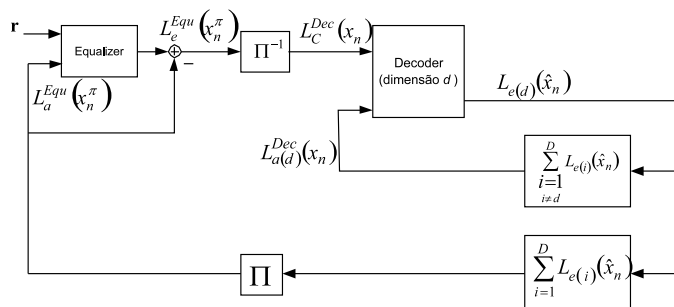 L_e^{Equ}(x_n^π)
L_C^{Dec}(x_n)
r
Equalizer
+
−
Π^{-1}
Decoder
(dimensão d )
L_{e(d)}(x̂_n)
L_a^{Equ}(x_n^π)
L_{a(d)}^{Dec}(x_n)
∑_{i=1, i≠d}^{D} L_{e(i)}(x̂_n)
Π
∑_{i=1}^{D} L_{e(i)}(x̂_n)